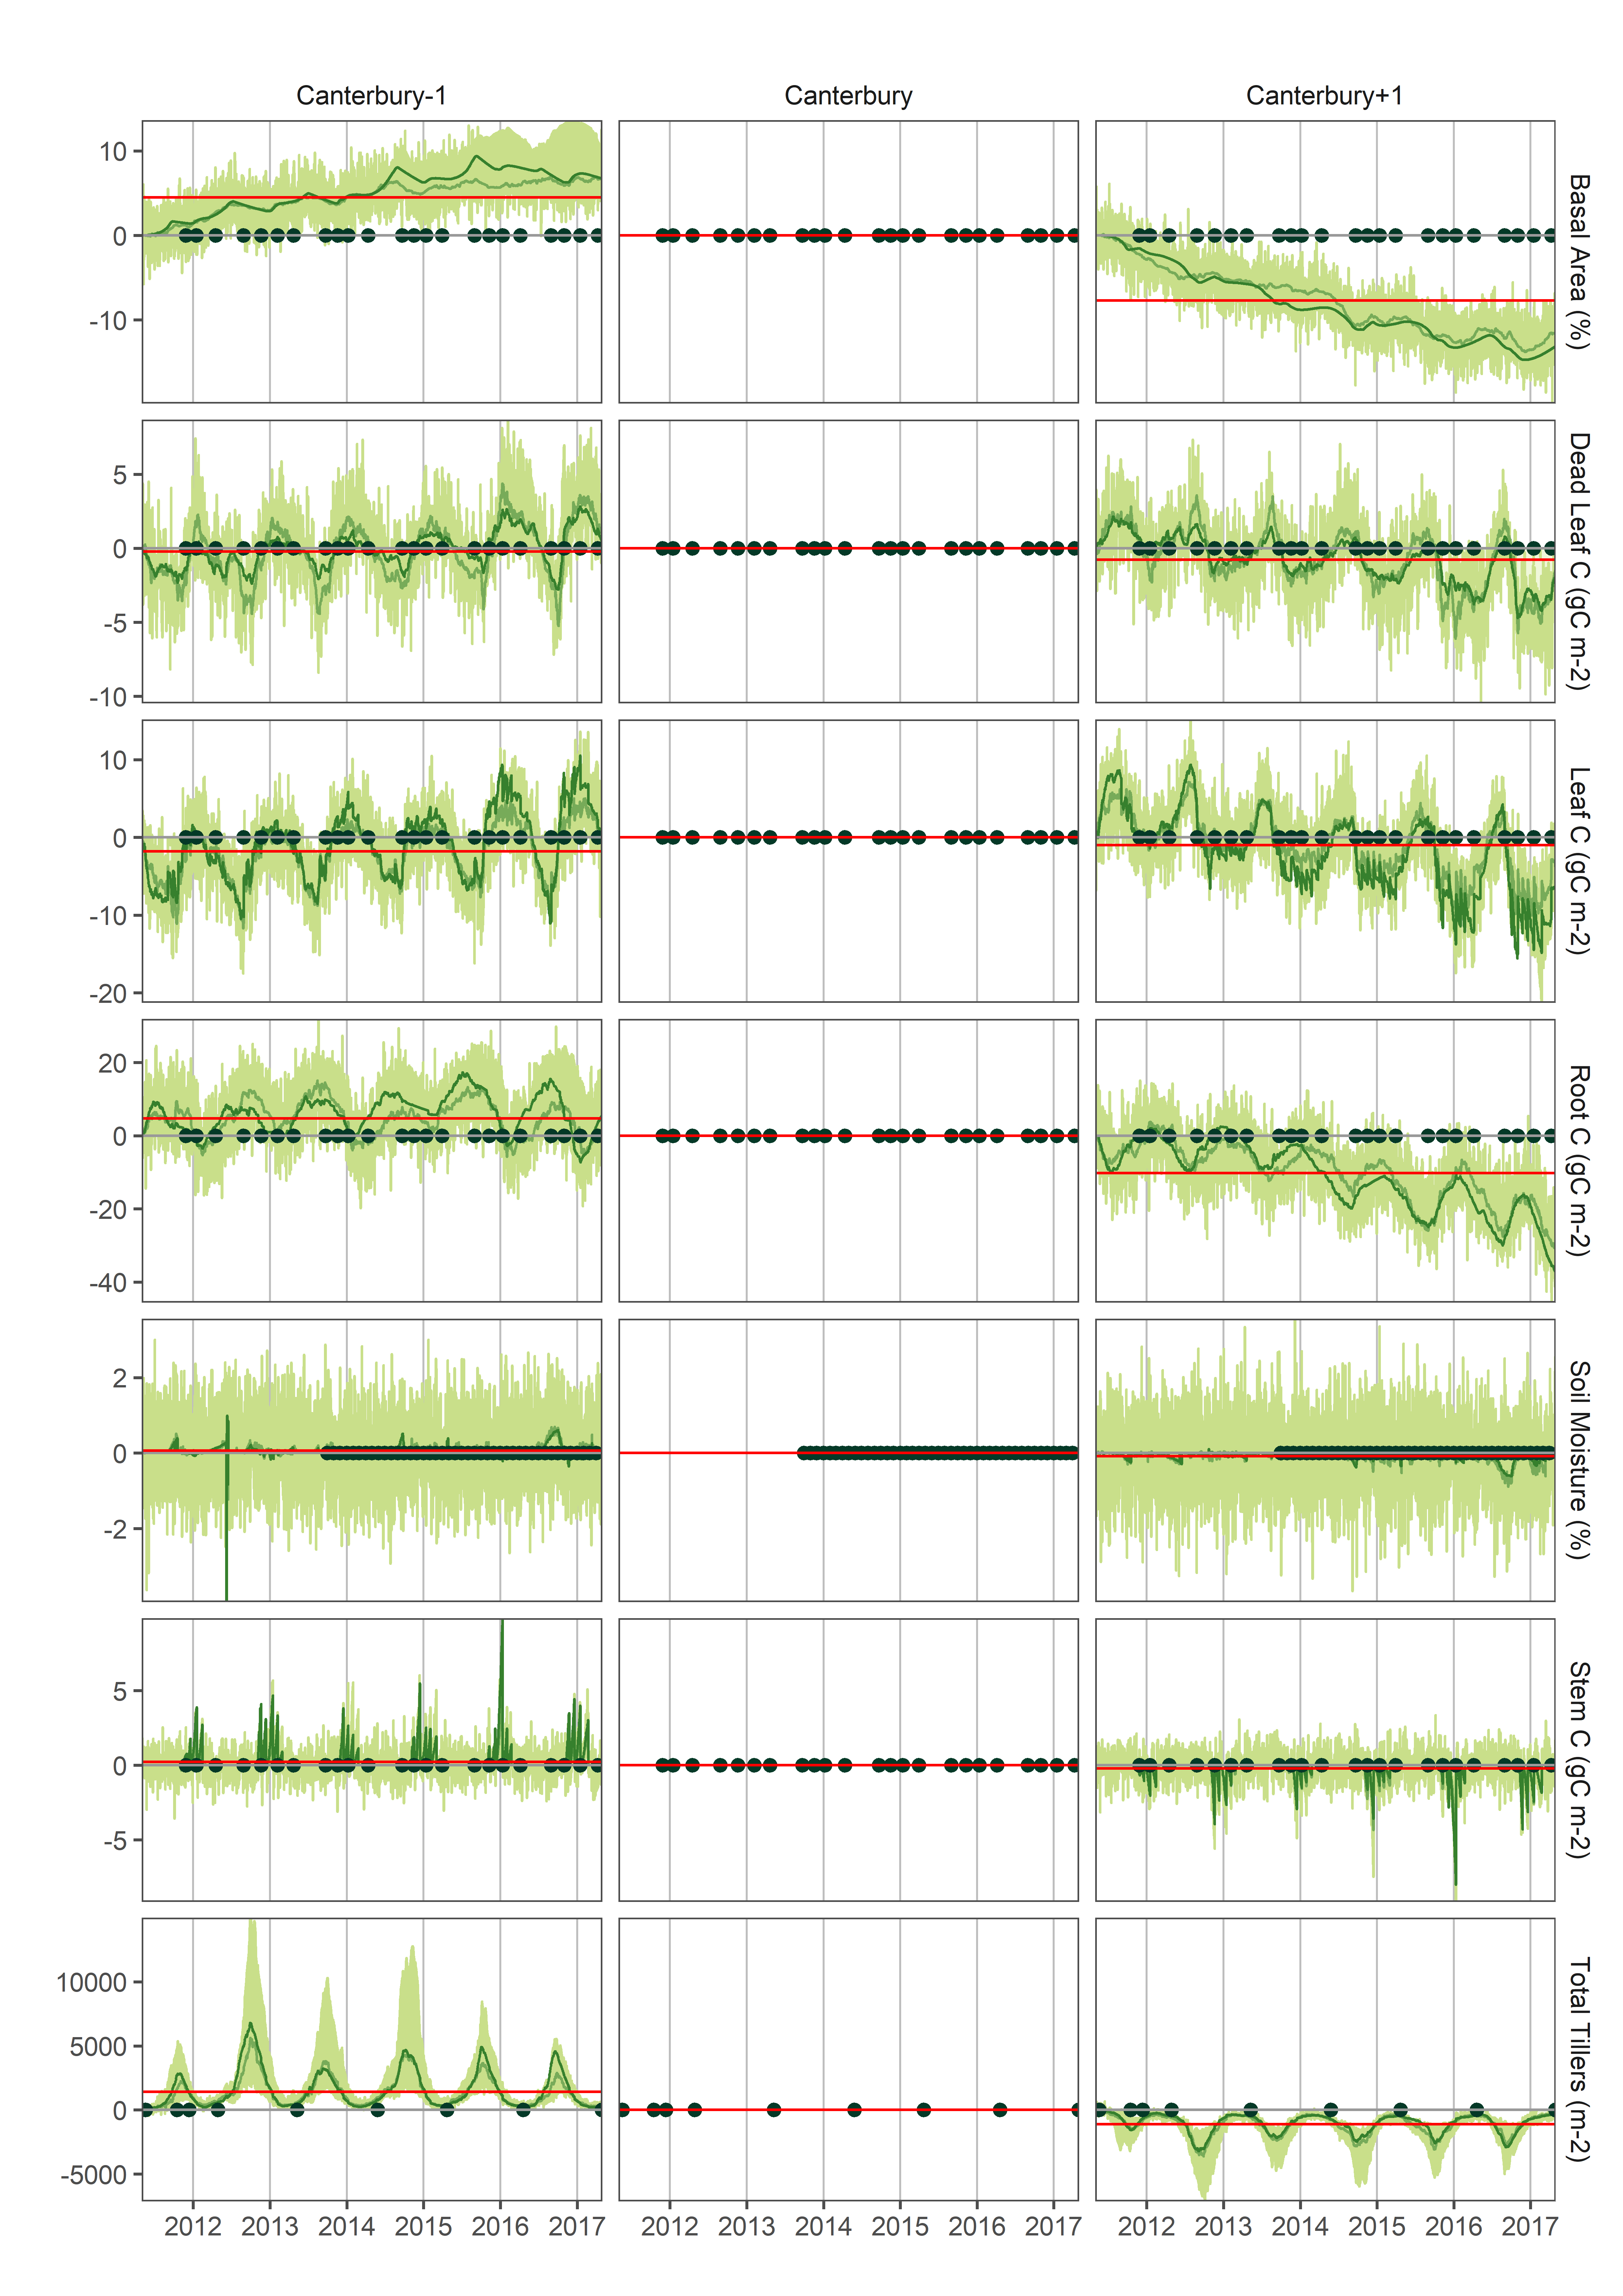 Canterbury-1 Canterbury Canterbury+1
10
0
-10
Basal Area (%)
5
0
-5
-10
Dead Leaf C (gC m-2)
10
0
-10
-20
Leaf C (gC m-2)
20
0
-20
-40
Root C (gC m-2)
2
0
-2
Soil Moisture (%)
5
0
-5
Stem C (gC m-2)
10000
5000
0
-5000
Total Tillers (m-2)
2012 2013 2014 2015 2016 2017 2012 2013 2014 2015 2016 2017 2012 2013 2014 2015 2016 2017